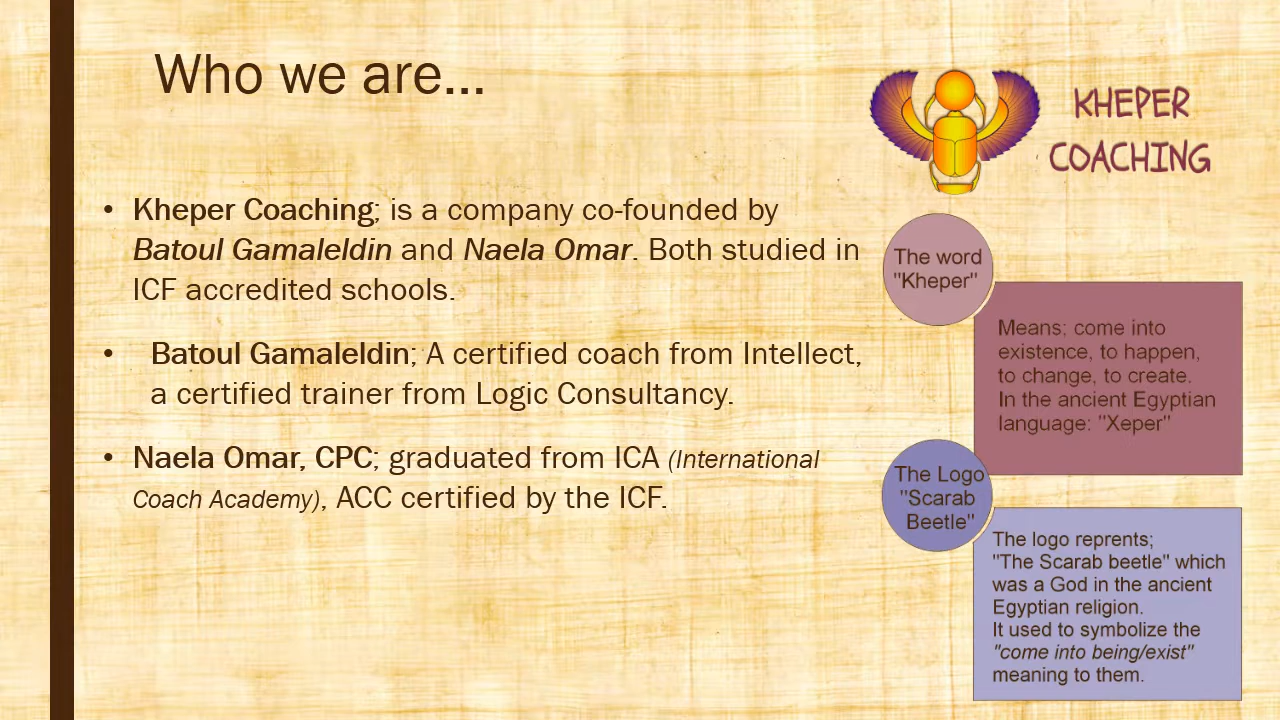 Who we are...
KHEPER
COACHING
• Kheper Coaching; is a company co-founded by
Batoul Gamaleldin and Naela Omar. Both studied in
ICF accredited schools.
• Batoul Gamaleldin; A certified coach from Intellect,
a certified trainer from Logic Consultancy.
• Naela Omar, CPC; graduated from ICA (International
Coach Academy), ACC certified by the ICF.
The word
"Kheper"
Means; come into
existence, to happen,
to change, to create.
In the ancient Egyptian
language: "Xeper"
The Logo
"Scarab
Beetle"
The logo reprents;
"The Scarab beetle" which
was a God in the ancient
Egyptian religion.
It used to symbolize the
"come into being/exist"
meaning to them.